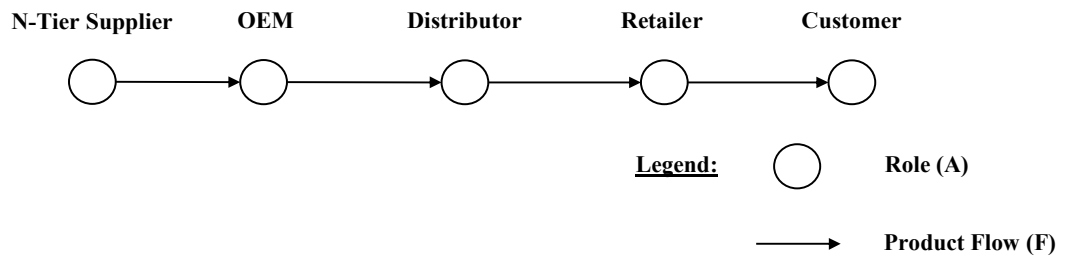 N-Tier Supplier OEM Distributor Retailer Customer
Legend: Role (A)
Product Flow (F)